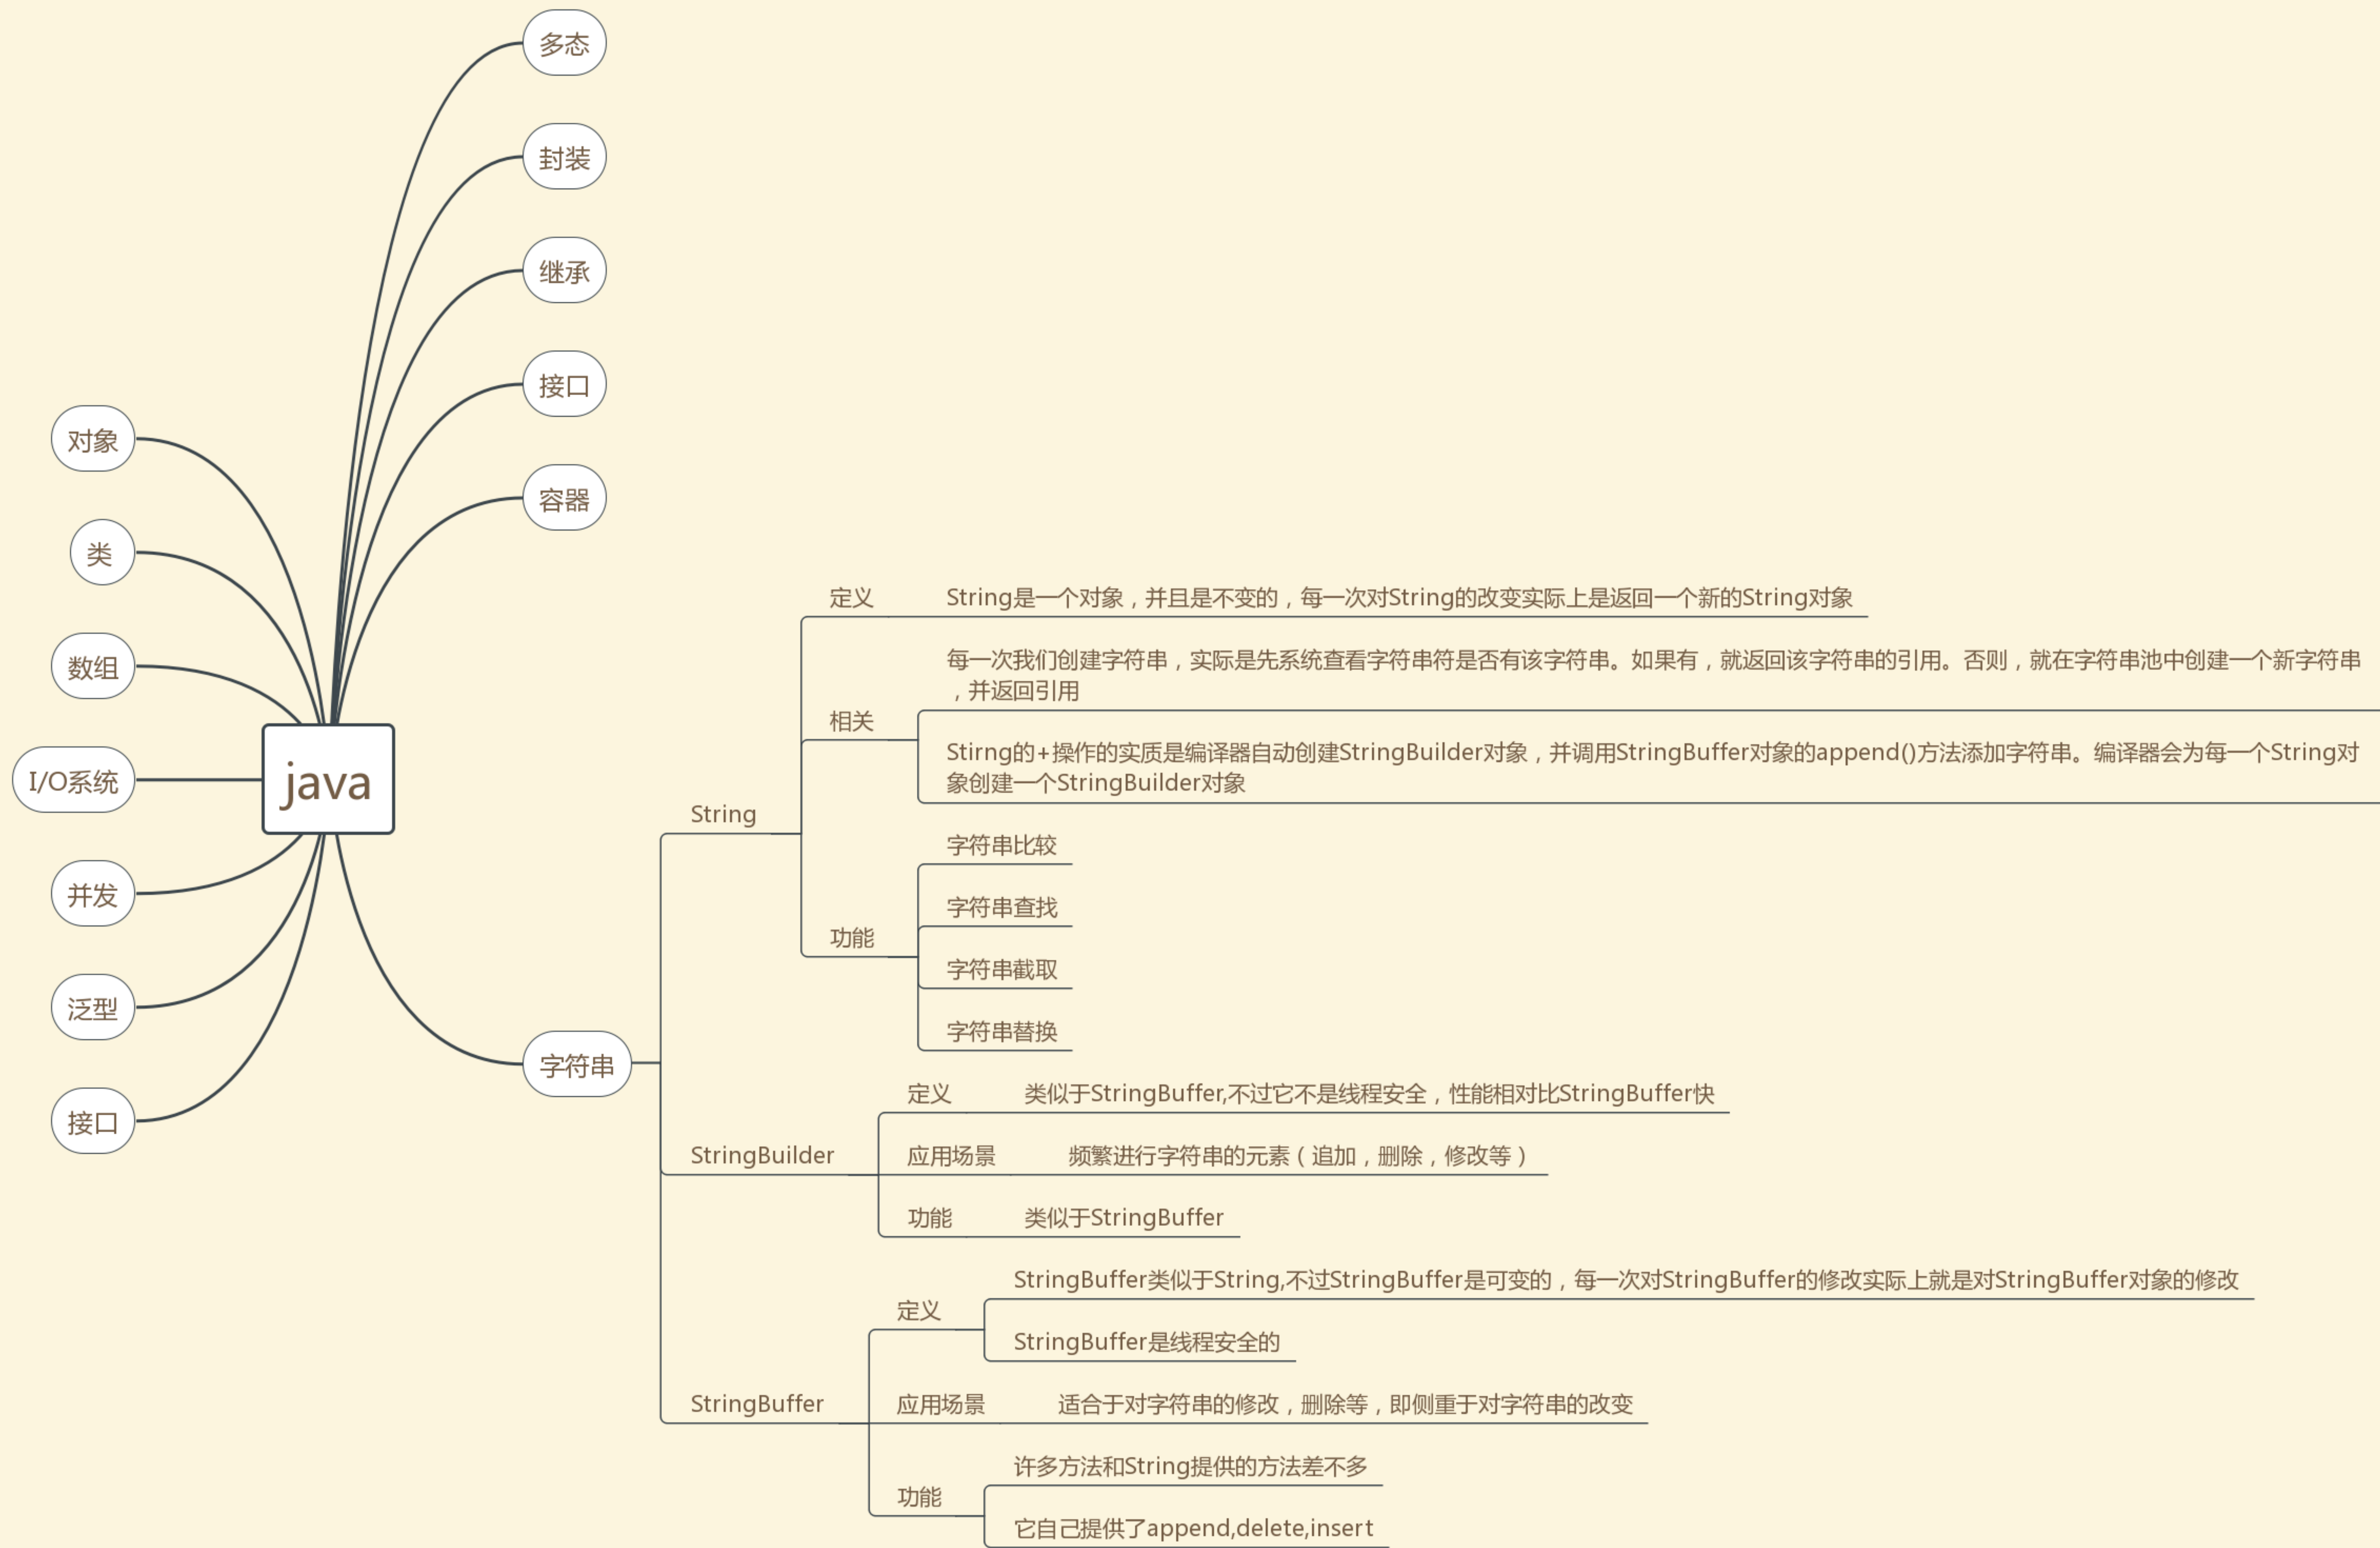 多态
封装
继承
接口
容器
对象
类
数组
I/O系统
java
并发
泛型
接口
字符串
String
定义
String是一个对象，并且是不变的，每一次对String的改变实际上是返回一个新的String对象
相关
每一次我们创建字符串，实际是先系统查看字符串符是否有该字符串。如果有，就返回该字符串的引用。否则，就在字符串池中创建一个新字符串
，并返回引用
Stirng的+操作的实质是编译器自动创建StringBuilder对象，并调用StringBuffer对象的append()方法添加字符串。编译器会为每一个String对
象创建一个StringBuilder对象
功能
字符串比较
字符串查找
字符串截取
字符串替换
StringBuilder
定义
类似于StringBuffer,不过它不是线程安全，性能相对比StringBuffer快
应用场景
频繁进行字符串的元素（追加，删除，修改等）
功能
类似于StringBuffer
StringBuffer
定义
StringBuffer类似于String,不过StringBuffer是可变的，每一次对StringBuffer的修改实际上就是对StringBuffer对象的修改
StringBuffer是线程安全的
应用场景
适合于对字符串的修改，删除等，即侧重于对字符串的改变
功能
许多方法和String提供的方法差不多
它自己提供了append,delete,insert